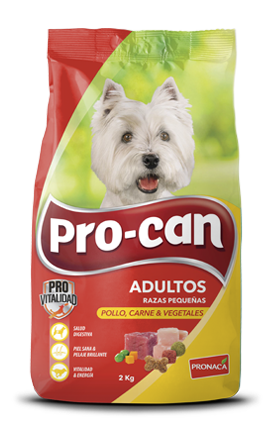 Pro-can
ADULTOS
RAZAS PEQUEÑAS
POLLO, CARNE & VEGETALES
PRO
VITALIDAD
SALUD
DIGESTIVA
PIEL SANA &
PELAJE BRILLANTE
VITALIDAD
& ENERGÍA
2 Kg
PRONACA